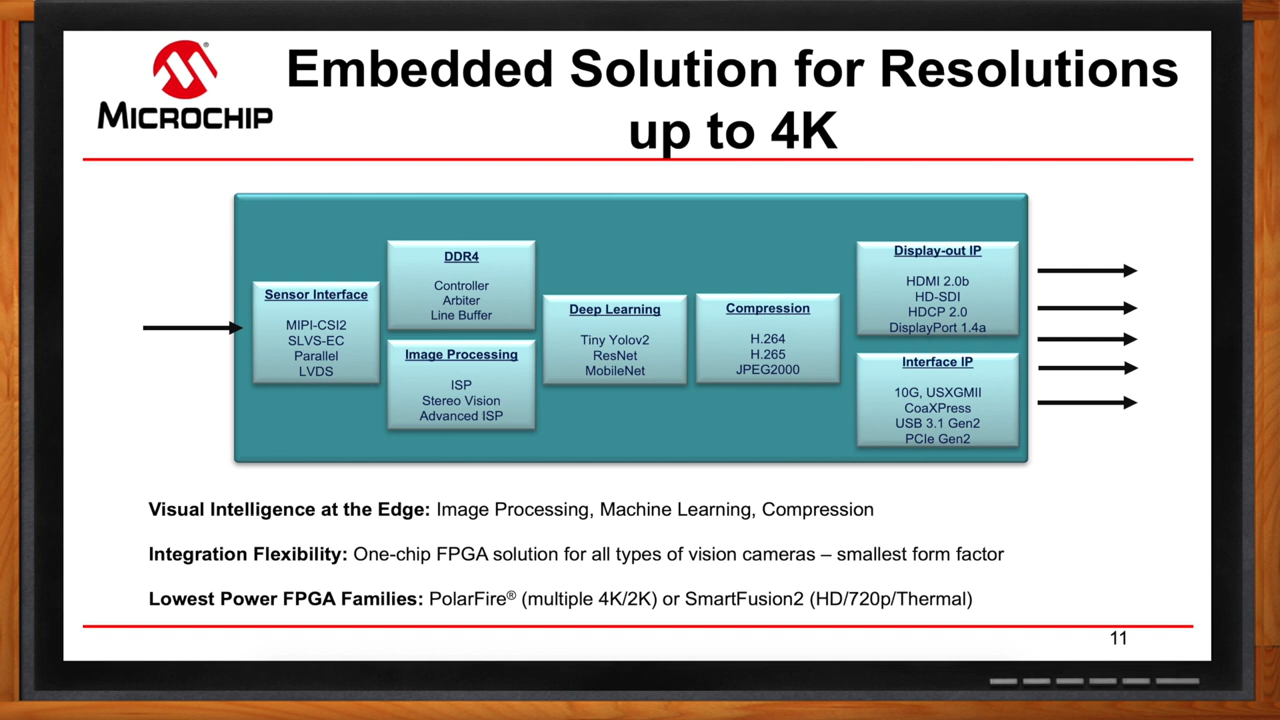 MICROCHIP
Embedded Solution for Resolutions
up to 4K
Sensor Interface
MIPI-CSI2
SLVS-EC
Parallel
LVDS
DDR4
Controller
Arbiter
Line Buffer
Image Processing
ISP
Stereo Vision
Advanced ISP
Deep Learning
Tiny Yolov2
ResNet
MobileNet
Compression
H.264
H.265
JPEG2000
Display-out IP
HDMI 2.0b
HD-SDI
HDCP 2.0
DisplayPort 1.4a
Interface IP
10G, USXGMII
CoaXPress
USB 3.1 Gen2
PCIe Gen2
Visual Intelligence at the Edge: Image Processing, Machine Learning, Compression
Integration Flexibility: One-chip FPGA solution for all types of vision cameras – smallest form factor
Lowest Power FPGA Families: PolarFire® (multiple 4K/2K) or SmartFusion2 (HD/720p/Thermal)
11